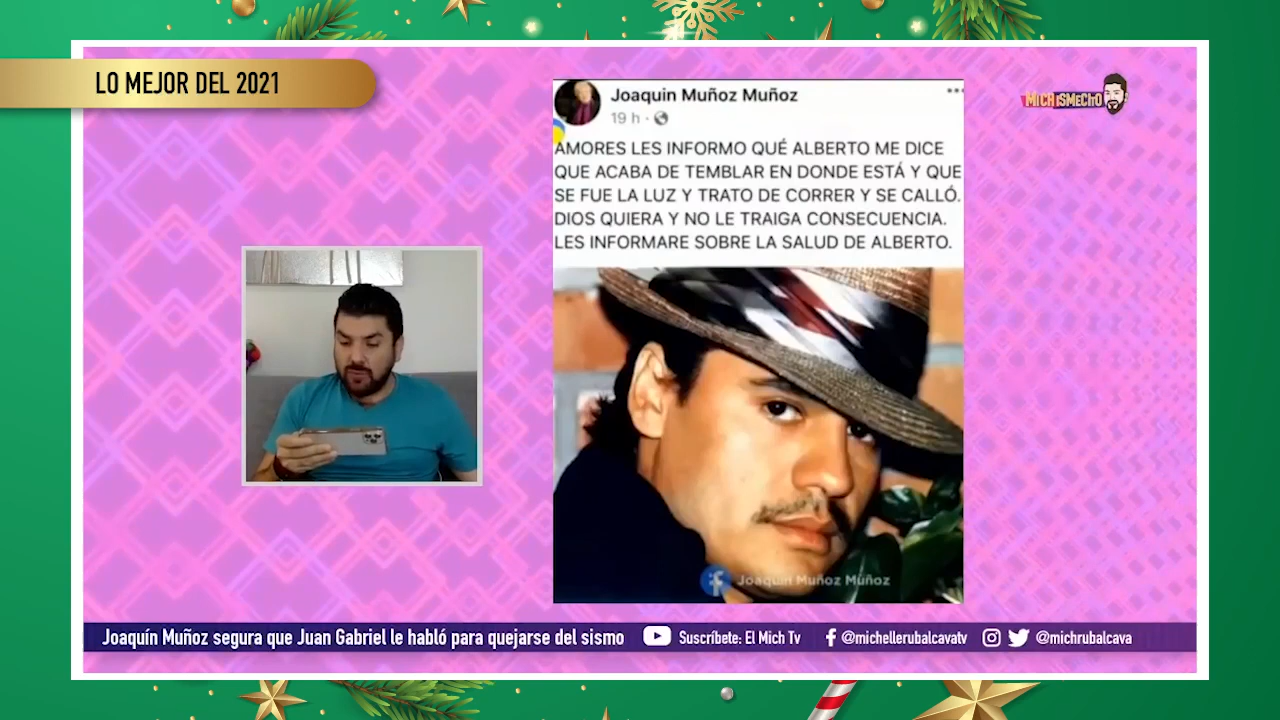 LO MEJOR DEL 2021
Joaquin Muñoz Muñoz
19 h ·
MICHISMECHO
AMORES LES INFORMO QUÉ ALBERTO ME DICE
QUE ACABA DE TEMBLAR EN DONDE ESTÁ Y QUE
SE FUE LA LUZ Y TRATO DE CORRER Y SE CALLÓ.
DIOS QUIERA Y NO LE TRAIGA CONSECUENCIA.
LES INFORMARE SOBRE LA SALUD DE ALBERTO.
Joaquin Muñoz Muñoz
Joaquín Muñoz segura que Juan Gabriel le habló para quejarse del sismo Suscríbete: El Mich Tv @michellerubalcavatv @michrubalcava